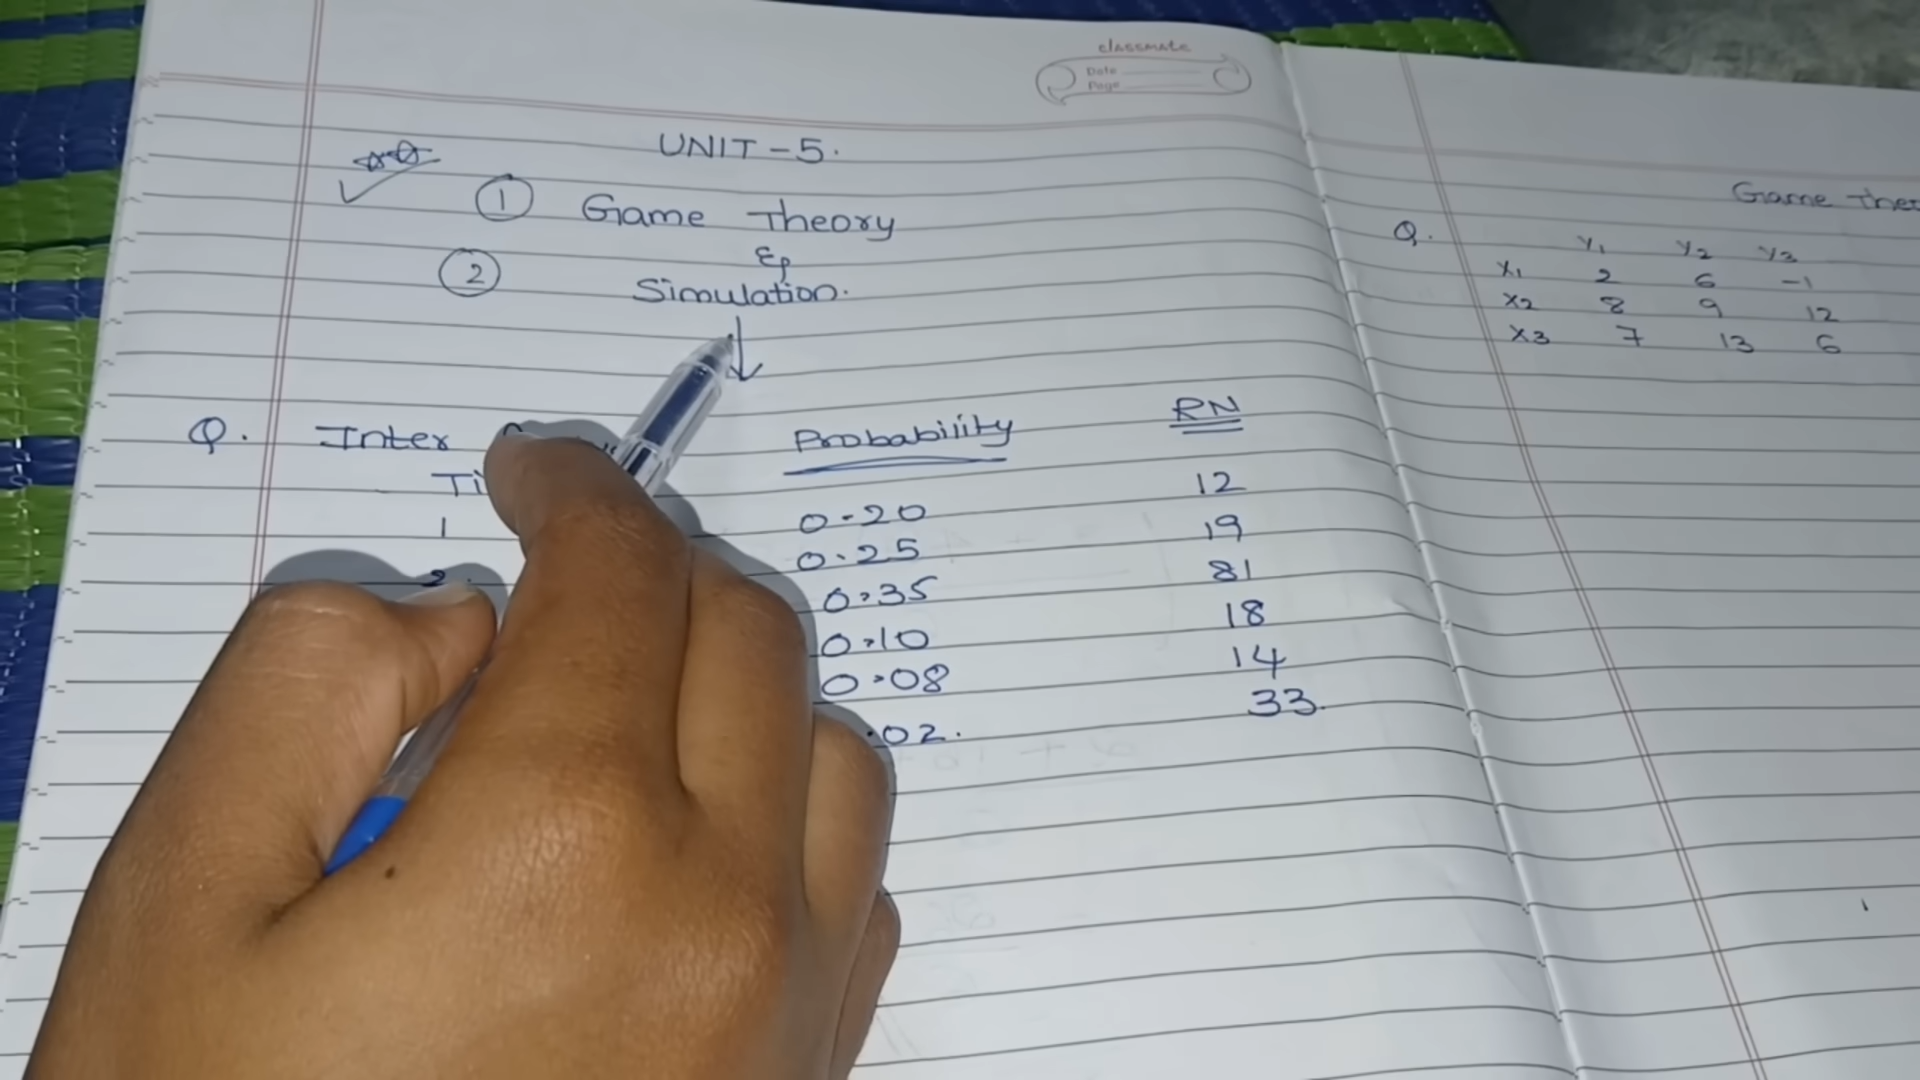 classmate
Date
Page
UNIT-5.
1 Game Theory
&
2 Simulation.
Q. Inter Probability RN
1 0.20 12
2. 0.25 19
0.35 81
0.10 18
0.08 14
.02. 33.
Game
Q. Y1 Y2 Y3
X1 2 6 -1
X2 8 9 12
X3 7 13 6